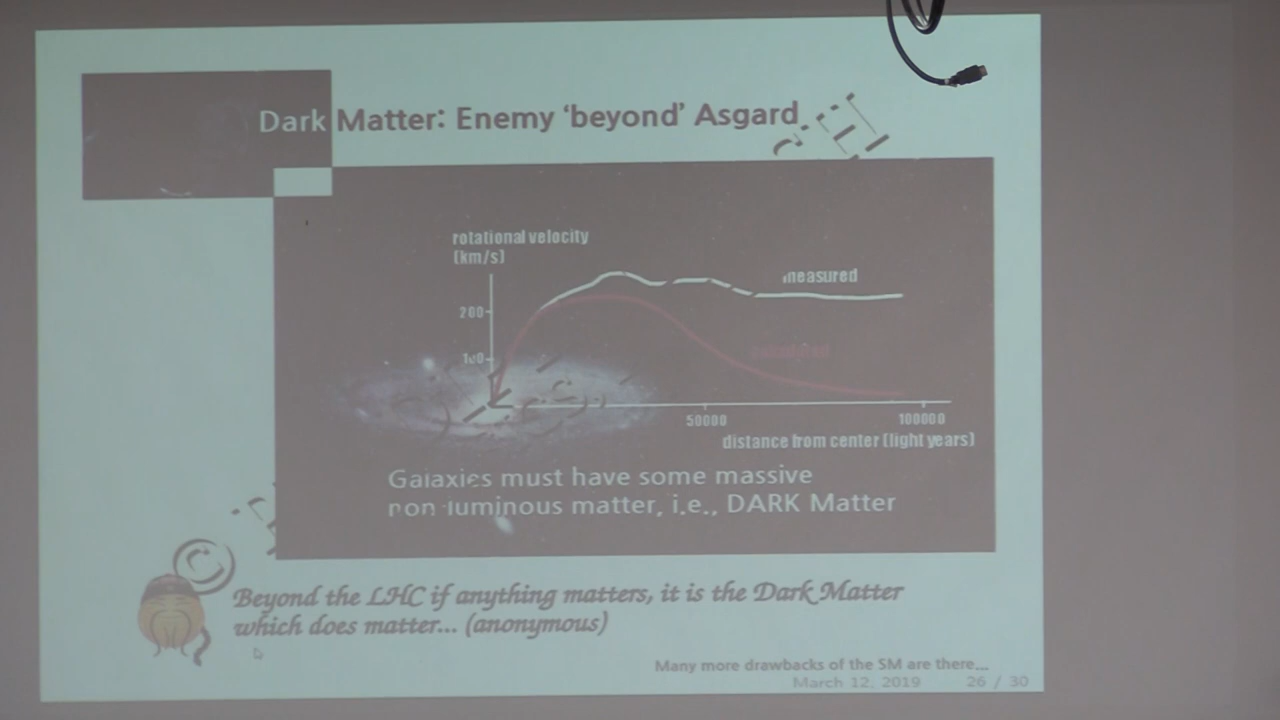 Dark Matter: Enemy ‘beyond’ Asgard
rotational velocity
(km/s)
measured
200
100
calculated
50000
100000
distance from center (light years)
Galaxies must have some massive
non-luminous matter, i.e., DARK Matter
©
Beyond the LHC if anything matters, it is the Dark Matter
which does matter... (anonymous)
Many more drawbacks of the SM are there...
March 12, 2019 26 / 30